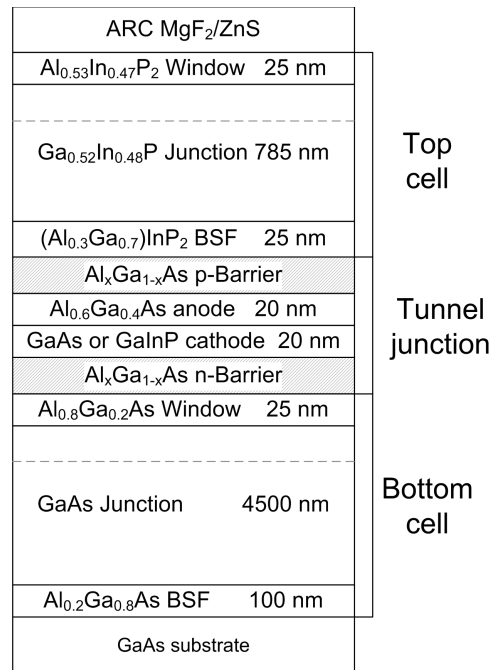 ARC MgF₂/ZnS
Al₀.₅₃In₀.₄₇P₂ Window 25 nm
Ga₀.₅₂In₀.₄₈P Junction 785 nm
Top
cell
(Al₀.₃Ga₀.₇)InP₂ BSF 25 nm
AlₓGa₁₋ₓAs p-Barrier
Al₀.₆Ga₀.₄As anode 20 nm
GaAs or GaInP cathode 20 nm
Tunnel
junction
AlₓGa₁₋ₓAs n-Barrier
Al₀.₈Ga₀.₂As Window 25 nm
GaAs Junction 4500 nm
Bottom
cell
Al₀.₂Ga₀.₈As BSF 100 nm
GaAs substrate